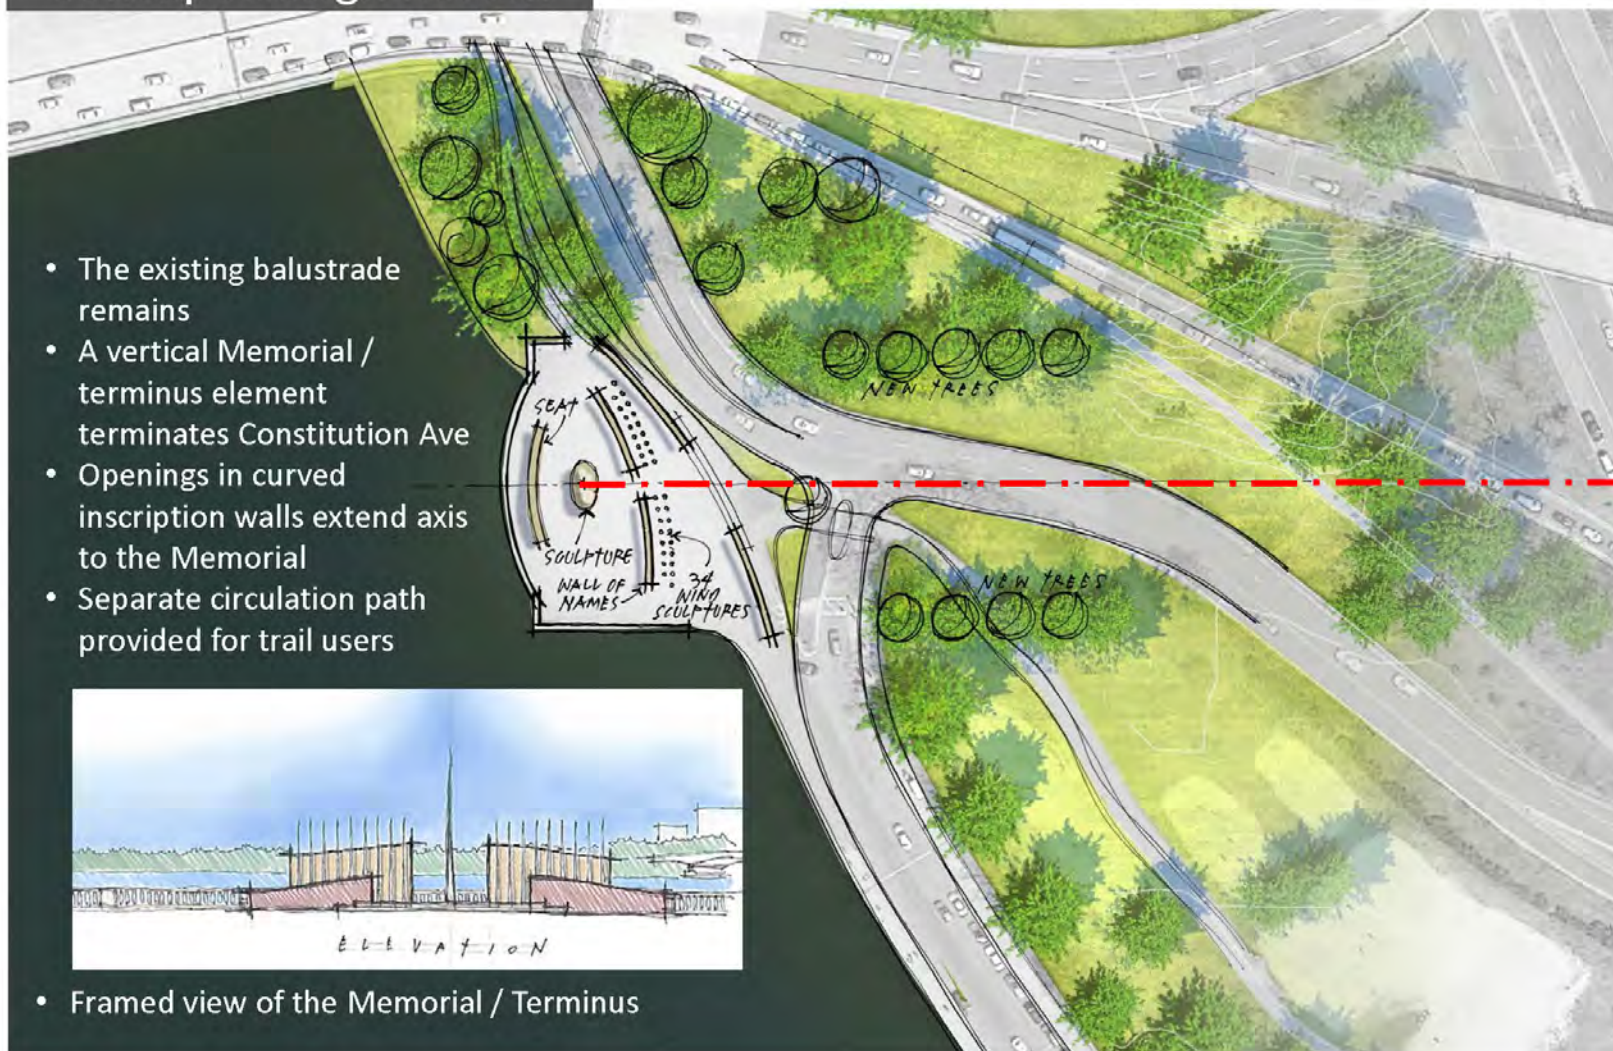 • The existing balustrade
remains
• A vertical Memorial /
terminus element
terminates Constitution Ave
• Openings in curved
inscription walls extend axis
to the Memorial
• Separate circulation path
provided for trail users
SEAT
SCULPTURE
WALL OF
NAMES
34
WIND
SCULPTURES
NEW TREES
NEW TREES
ELEVATION
• Framed view of the Memorial / Terminus